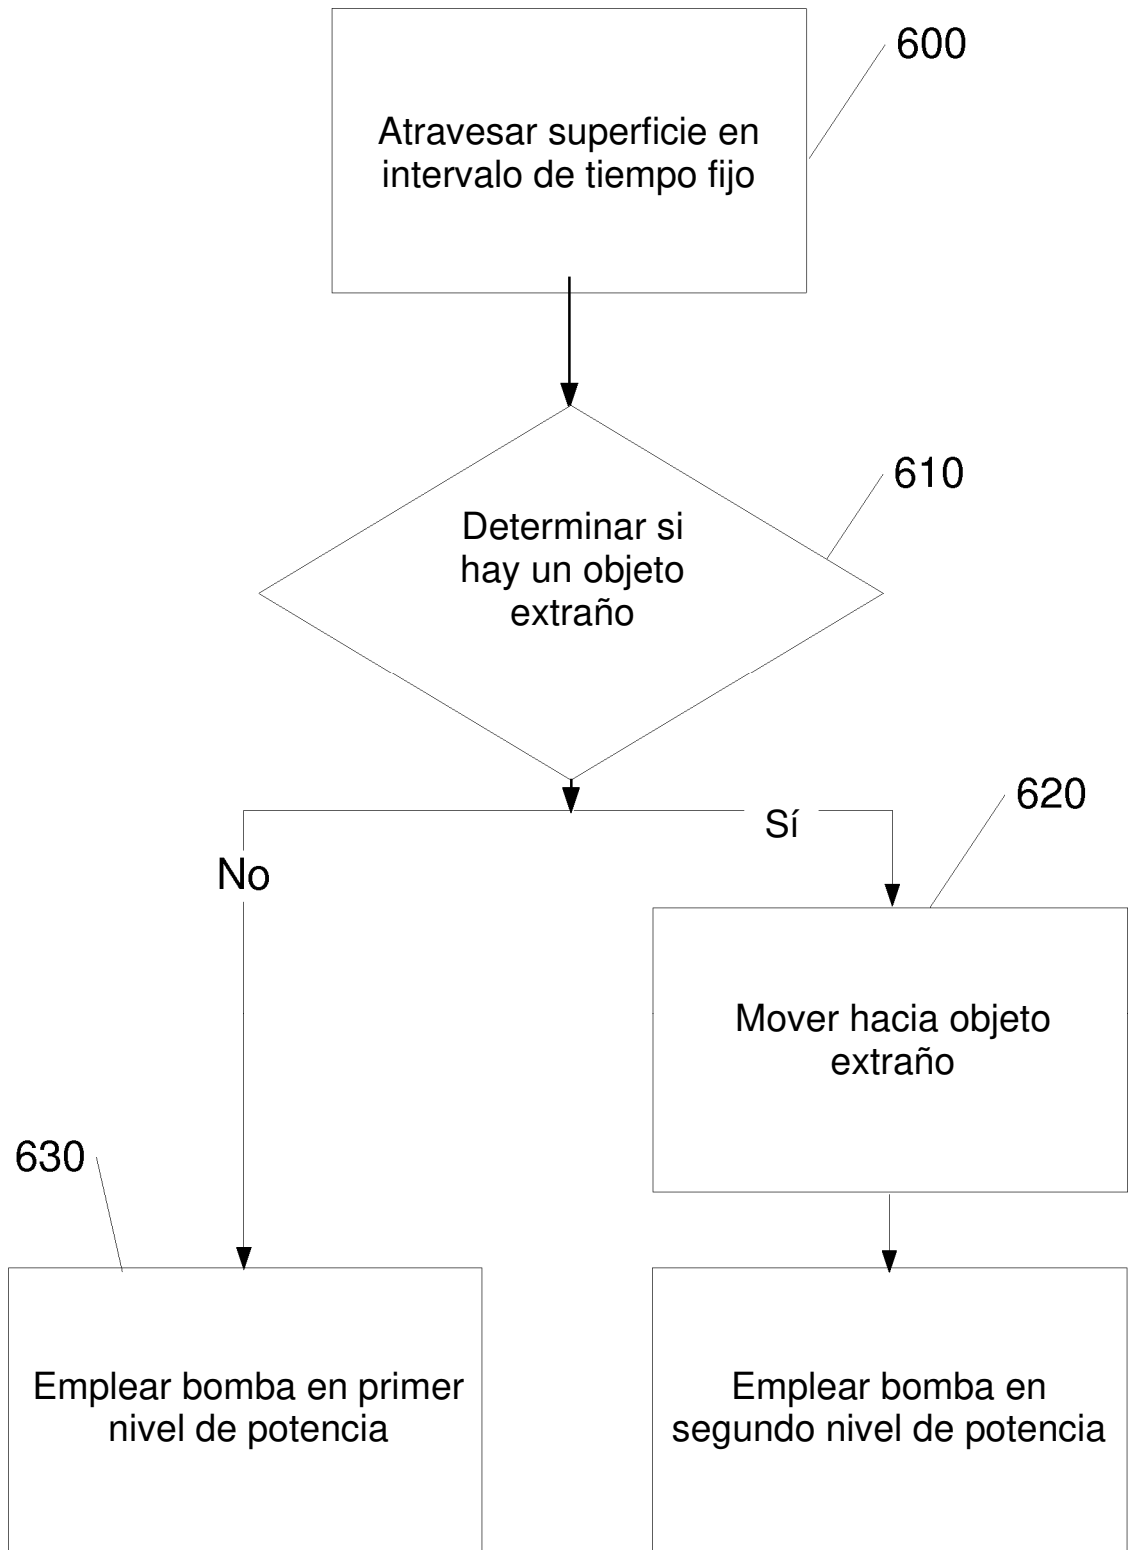 600
Atravesar superficie en
intervalo de tiempo fijo
610
Determinar si
hay un objeto
extraño
620
Sí
No
Mover hacia objeto
extraño
630
Emplear bomba en primer
nivel de potencia
Emplear bomba en
segundo nivel de potencia